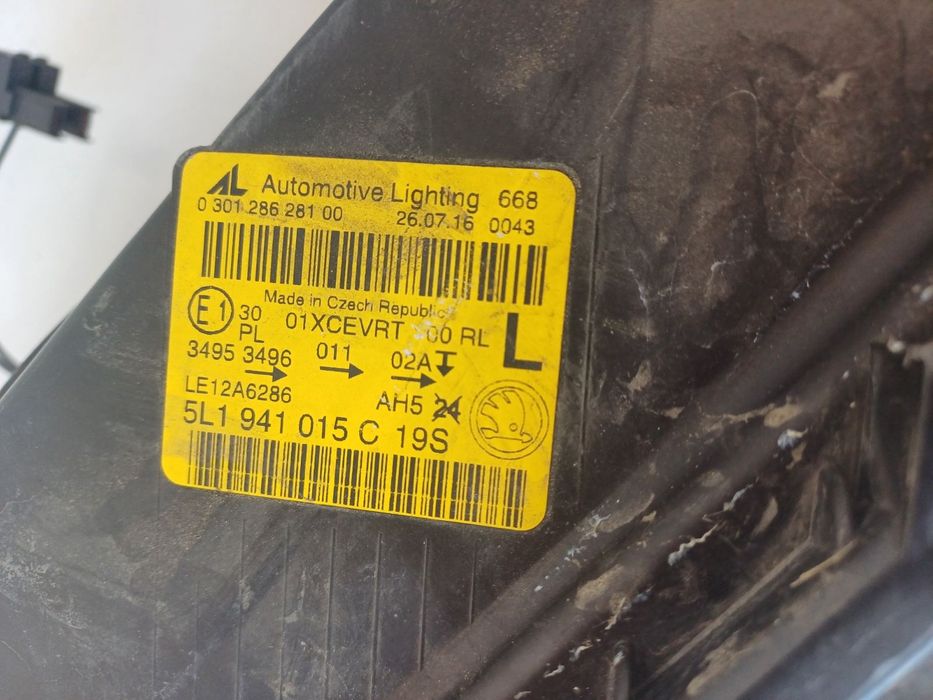 AL Automotive Lighting 668
0 301 286 281 00 26.07.16 0043
Made in Czech Republic
E1 30 01XCEVRT 00 RL L
PL
3495 3496 011 02A
LE12A6286 AH5 24
5L1 941 015 C 19S